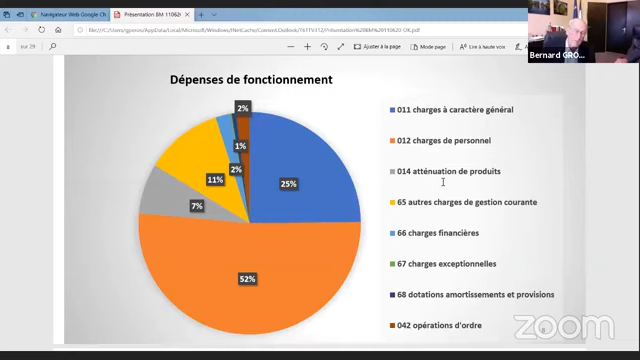 Navigateur Web Google Ch
Présentation BM 110620
8 sur 29
Ajuster à la page
Mode page
Lire à haute voix
Bernard GRO...
Dépenses de fonctionnement
2%
1%
2%
11%
25%
7%
52%
011 charges à caractère général
012 charges de personnel
014 atténuation de produits
65 autres charges de gestion courante
66 charges financières
67 charges exceptionnelles
68 dotations amortissements et provisions
042 opérations d'ordre
zoom